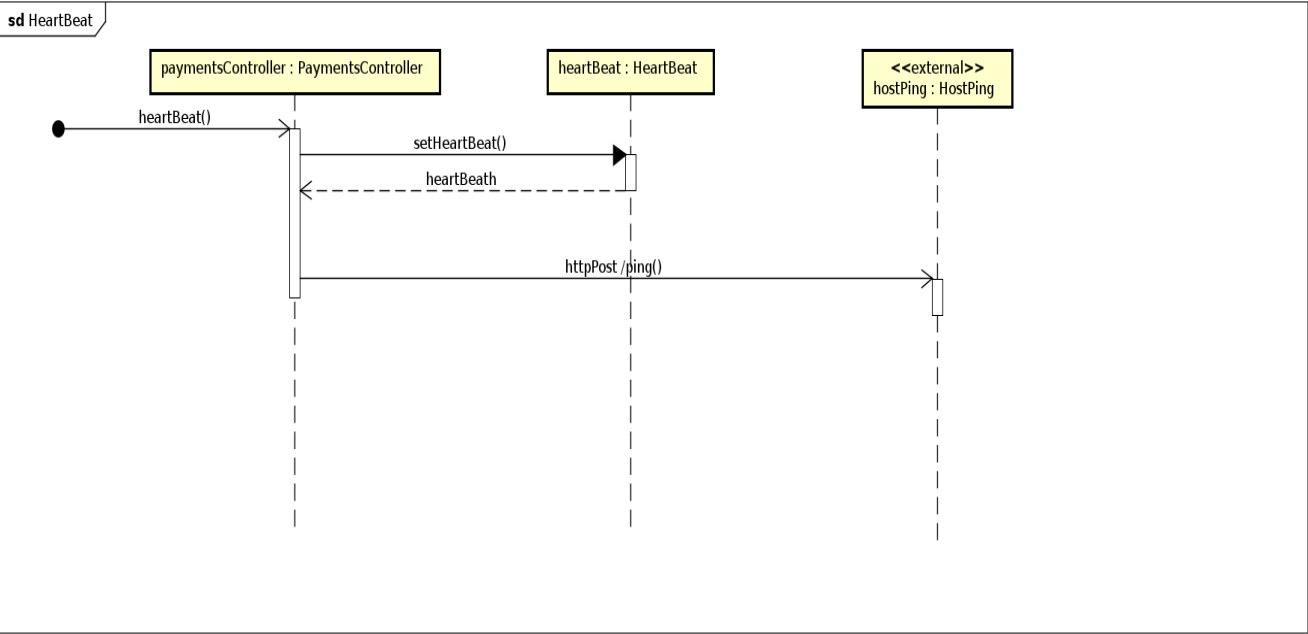 sd HeartBeat
paymentsController : PaymentsController
heartBeat : HeartBeat
<<external>>
hostPing : HostPing
heartBeat()
setHeartBeat()
heartBeath
httpPost /ping()